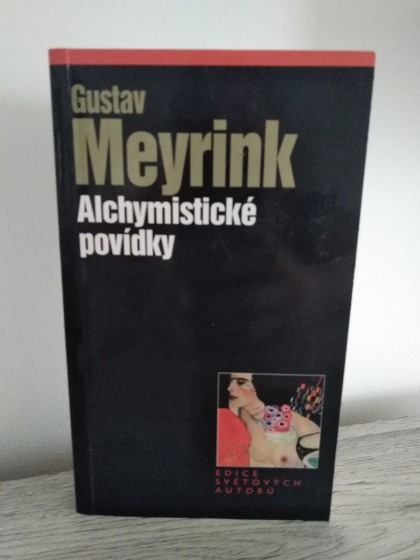 Gustav
Meyrink
Alchymistické
povídky
EDICE
SVĚTOVÝCH
AUTORŮ